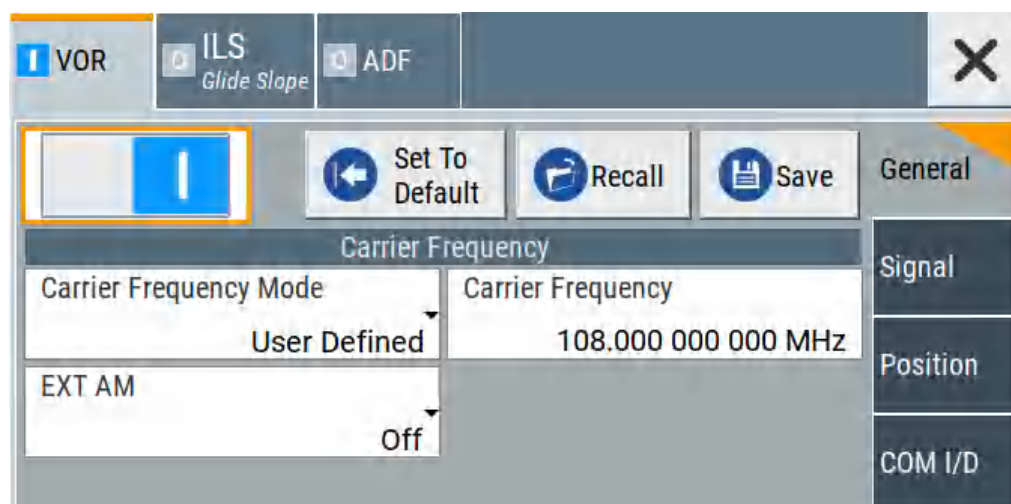 VOR
ILS
Glide Slope
ADF
Set To
Default
Recall
Save
General
Carrier Frequency
Signal
Carrier Frequency Mode
User Defined
Carrier Frequency
108.000 000 000 MHz
Position
EXT AM
Off
COM I/D